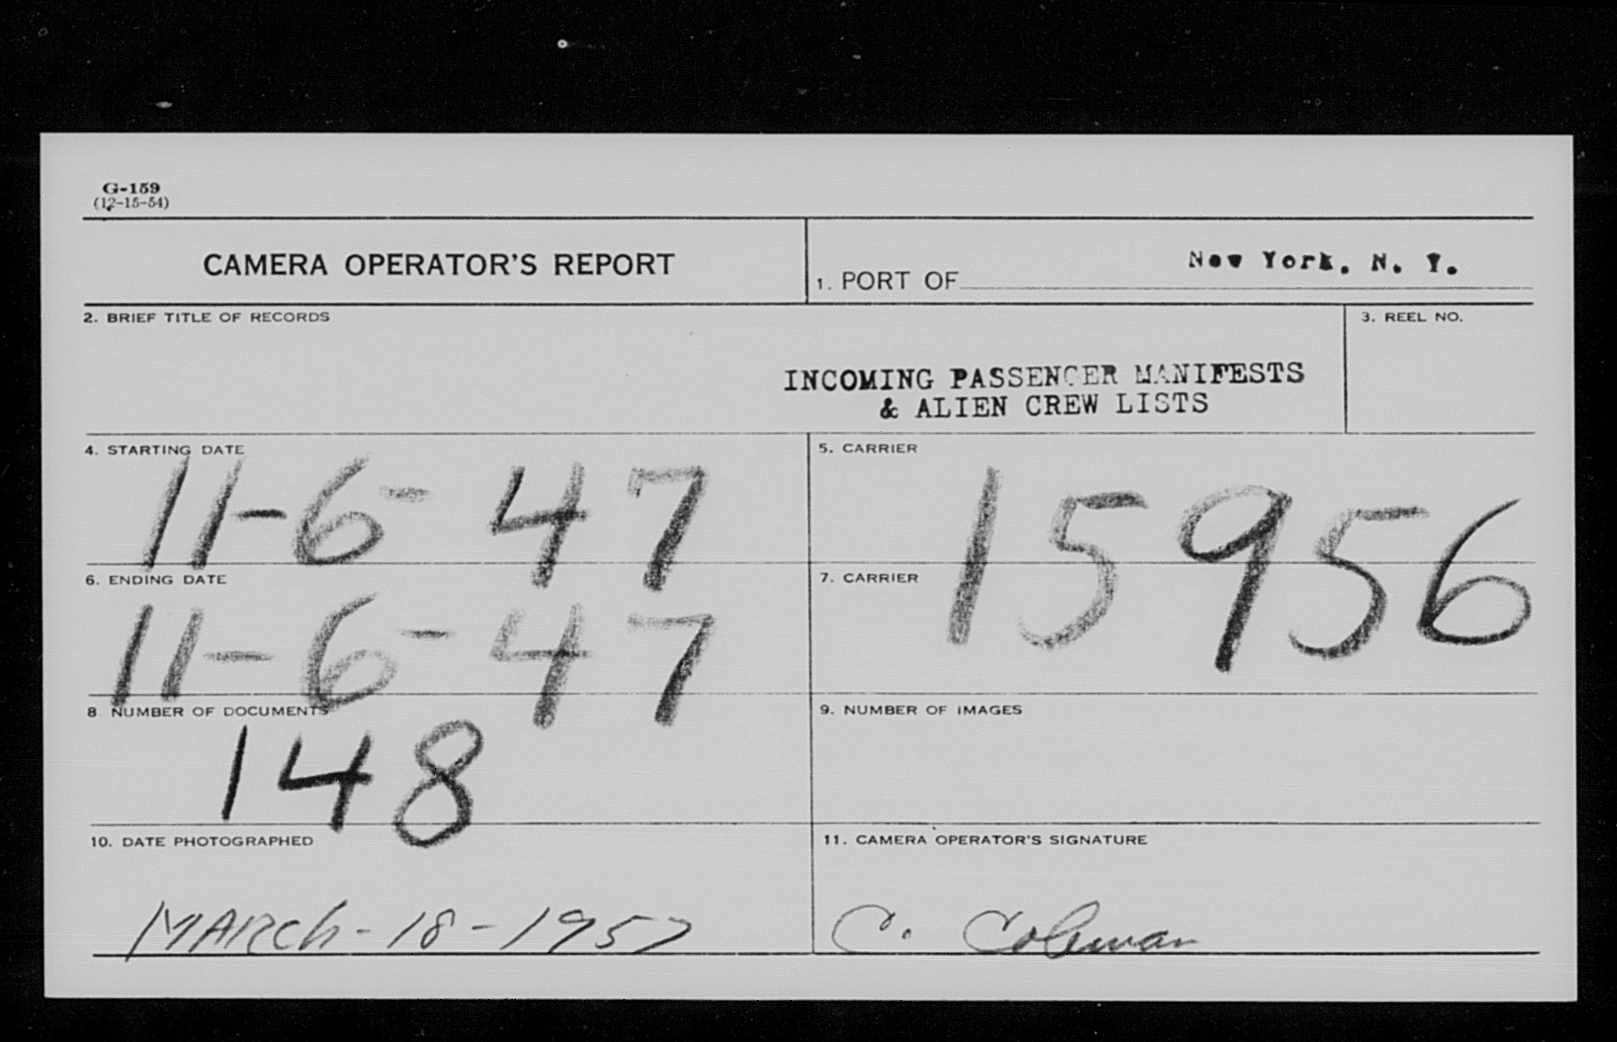 G-159
(12-15-54)
CAMERA OPERATOR'S REPORT
1. PORT OF New York, N. Y.
2. BRIEF TITLE OF RECORDS
INCOMING PASSENGER MANIFESTS
& ALIEN CREW LISTS
3. REEL NO.
4. STARTING DATE
11-6-47
5. CARRIER
15956
6. ENDING DATE
11-6-47
7. CARRIER
8. NUMBER OF DOCUMENTS
148
9. NUMBER OF IMAGES
10. DATE PHOTOGRAPHED
MARCh-18-1957
11. CAMERA OPERATOR'S SIGNATURE
C. Coleman